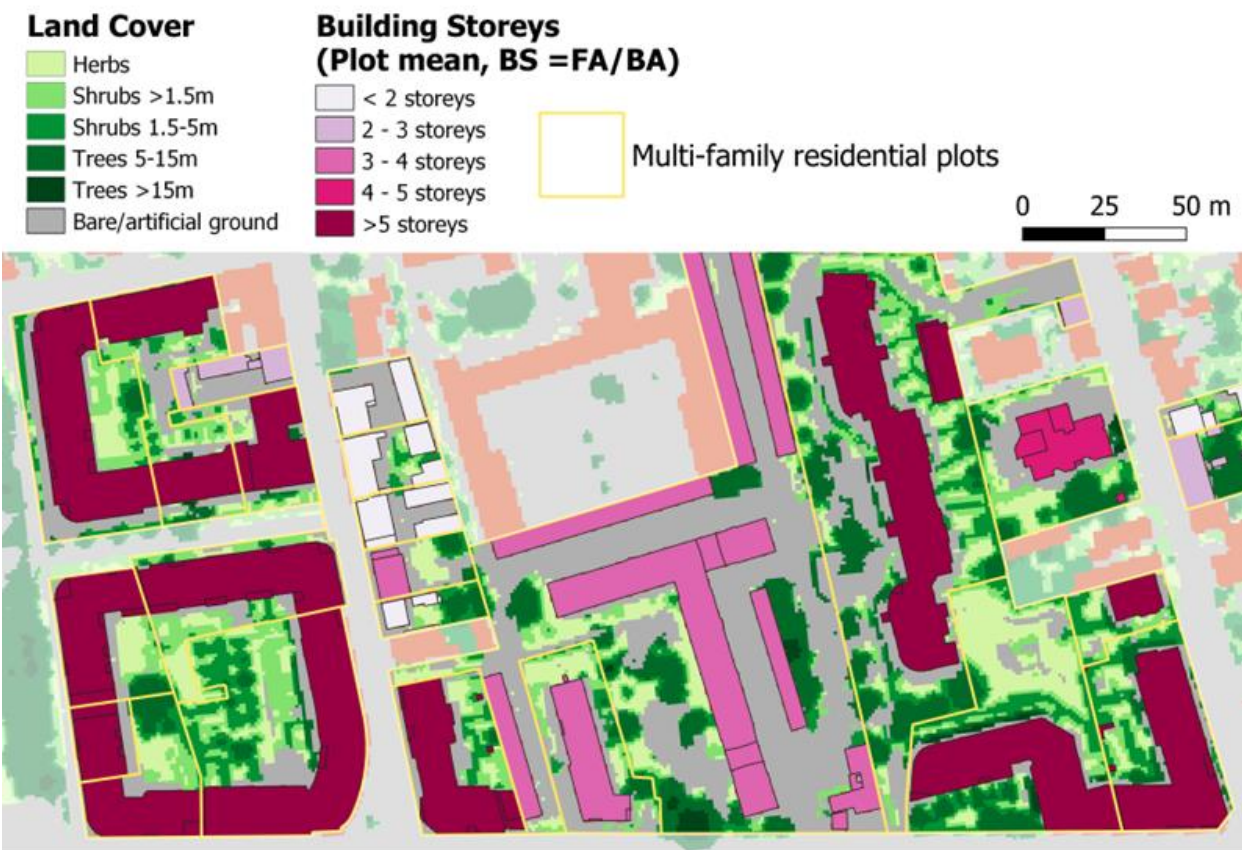 Land Cover
Herbs
Shrubs >1.5m
Shrubs 1.5-5m
Trees 5-15m
Trees >15m
Bare/artificial ground
Building Storeys
(Plot mean, BS =FA/BA)
< 2 storeys
2 - 3 storeys
3 - 4 storeys
4 - 5 storeys
>5 storeys
Multi-family residential plots
0 25 50 m